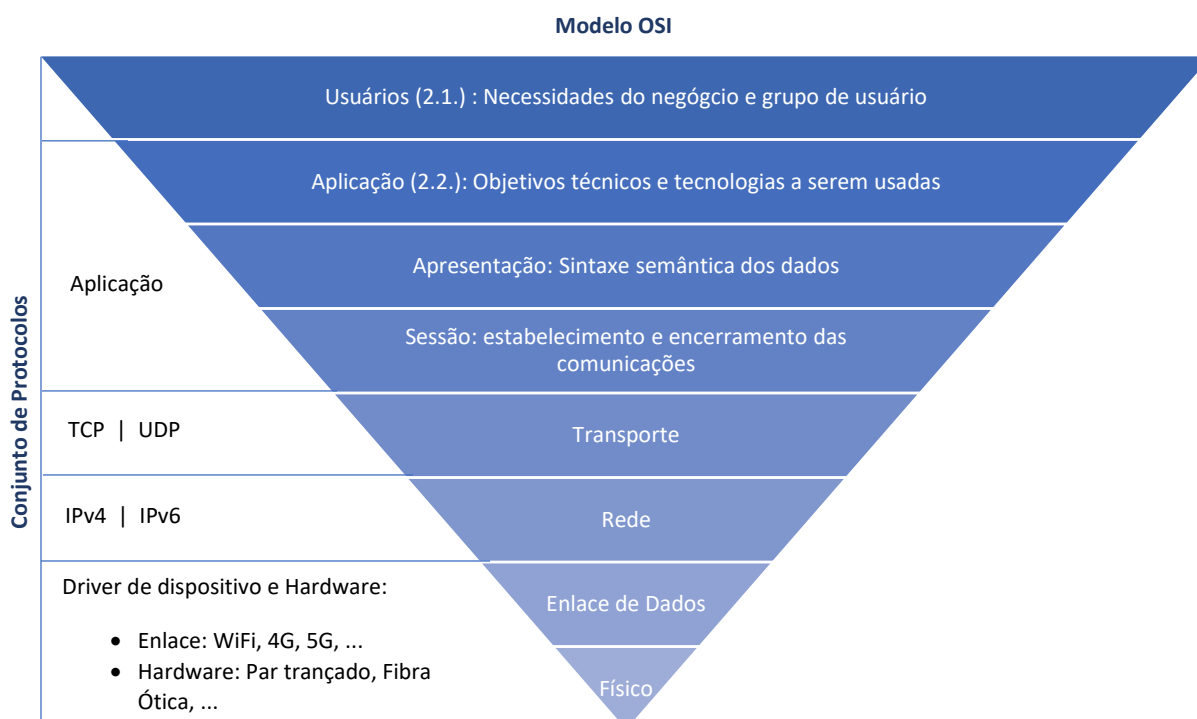 Modelo OSI
Usuários (2.1.) : Necessidades do negógcio e grupo de usuário
Aplicação (2.2.): Objetivos técnicos e tecnologias a serem usadas
Apresentação: Sintaxe semântica dos dados
Sessão: estabelecimento e encerramento das
comunicações
Transporte
Rede
Enlace de Dados
Físico
Conjunto de Protocolos
Aplicação
TCP | UDP
IPv4 | IPv6
Driver de dispositivo e Hardware:
• Enlace: WiFi, 4G, 5G, ...
• Hardware: Par trançado, Fibra
Ótica, ...